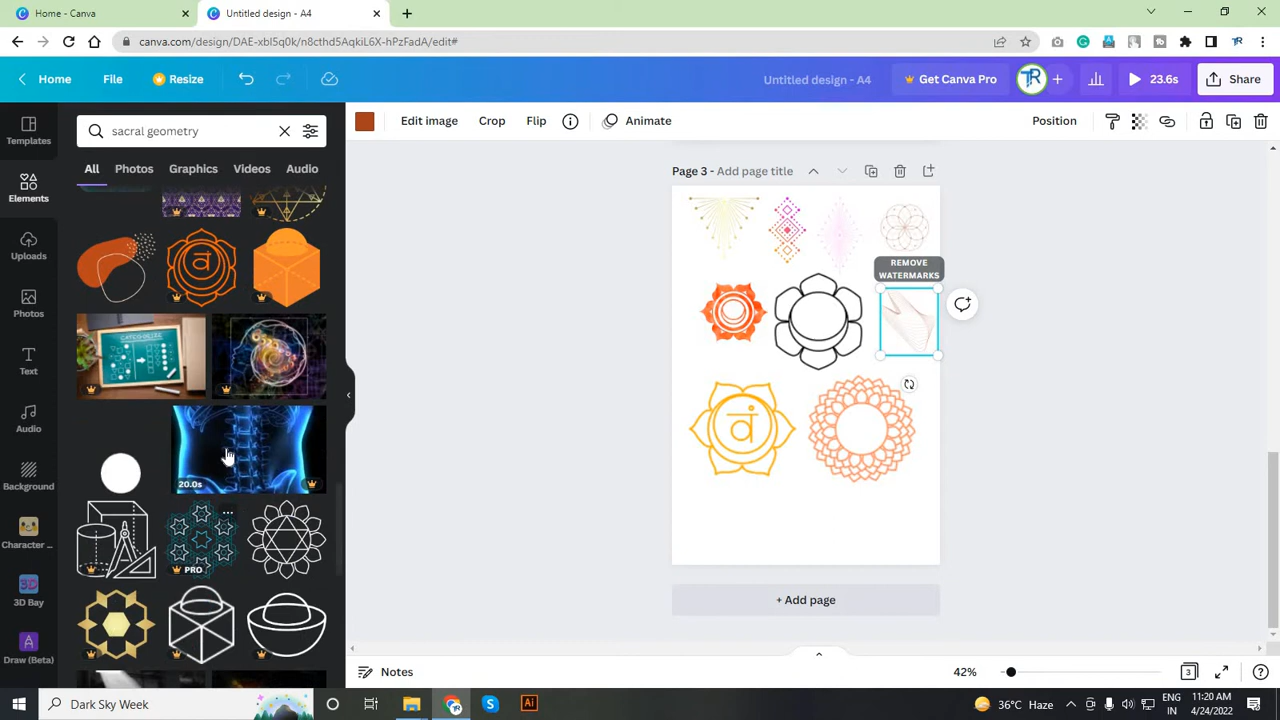 Home - Canva
Untitled design - A4
canva.com/design/DAE-xbI5q0k/n8cthd5AqkiL6X-hPzFadA/edit#
Home
File
Resize
Untitled design - A4
Get Canva Pro
23.6s
Share
sacral geometry
Edit image
Crop
Flip
Animate
Position
Templates
Elements
Uploads
Photos
Text
Audio
Background
Character ...
3D Bay
Draw (Beta)
All
Photos
Graphics
Videos
Audio
20.0s
PRO
Page 3 - Add page title
REMOVE
WATERMARKS
वं
वं
+ Add page
Notes
42%
3
Dark Sky Week
36°C Haze
ENG
IN
11:20 AM
4/24/2022